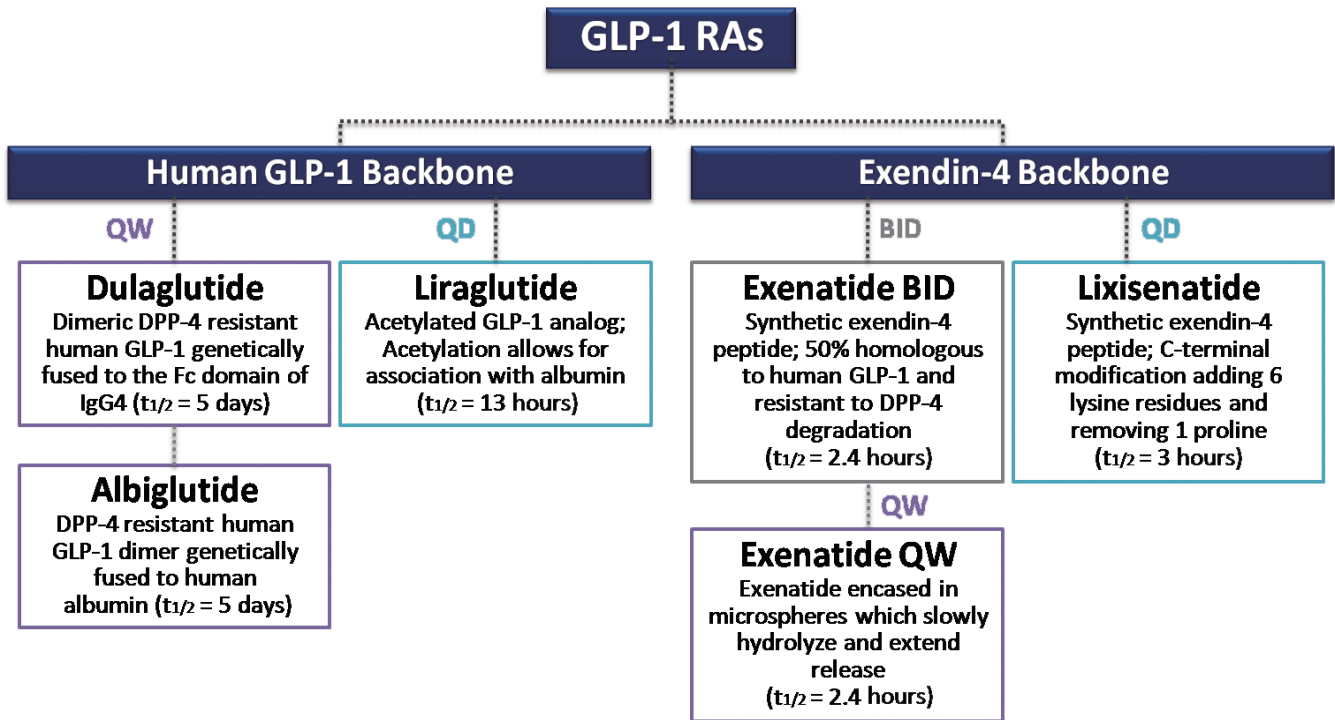 GLP-1 RAs
Human GLP-1 Backbone
QW
Dulaglutide
Dimeric DPP-4 resistant
human GLP-1 genetically
fused to the Fc domain of
IgG4 (t1/2 = 5 days)
Albiglutide
DPP-4 resistant human
GLP-1 dimer genetically
fused to human
albumin (t1/2 = 5 days)
QD
Liraglutide
Acetylated GLP-1 analog;
Acetylation allows for
association with albumin
(t1/2 = 13 hours)
Exendin-4 Backbone
BID
Exenatide BID
Synthetic exendin-4
peptide; 50% homologous
to human GLP-1 and
resistant to DPP-4
degradation
(t1/2 = 2.4 hours)
QW
Exenatide QW
Exenatide encased in
microspheres which slowly
hydrolyze and extend
release
(t1/2 = 2.4 hours)
QD
Lixisenatide
Synthetic exendin-4
peptide; C-terminal
modification adding 6
lysine residues and
removing 1 proline
(t1/2 = 3 hours)